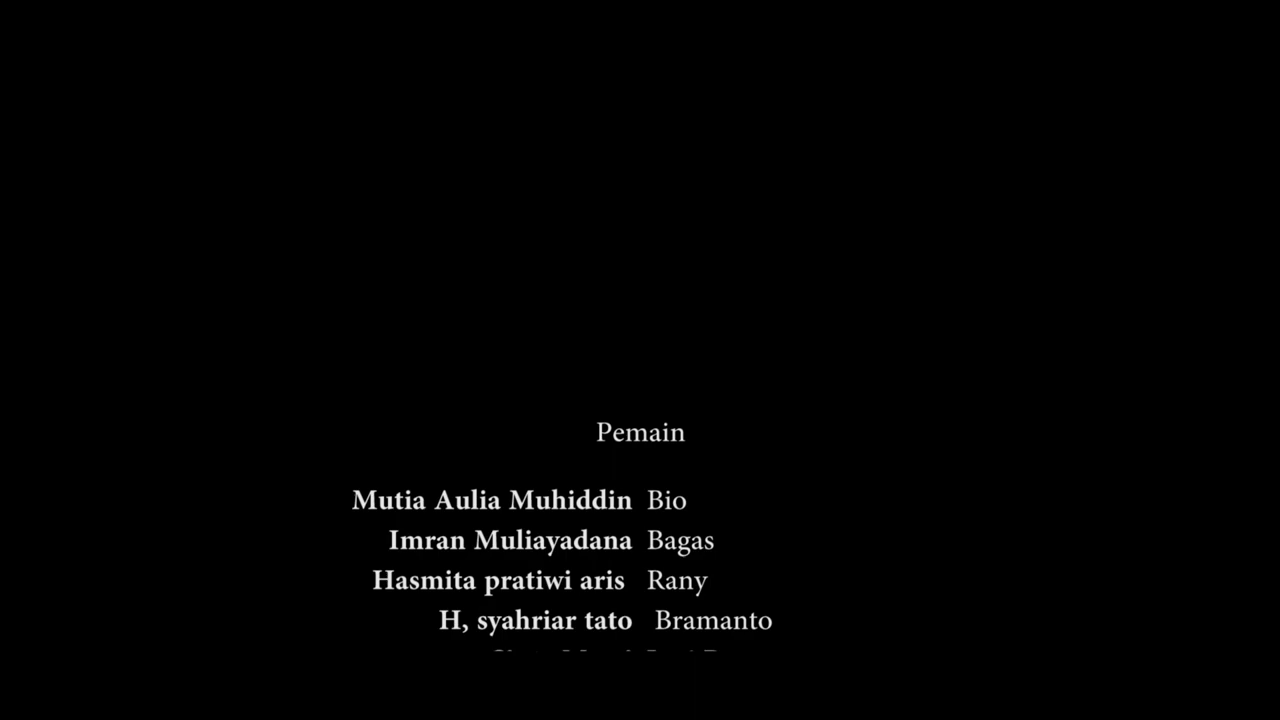 Pemain
Mutia Aulia Muhiddin Bio
Imran Muliayadana Bagas
Hasmita pratiwi aris Rany
H, syahriar tato Bramanto